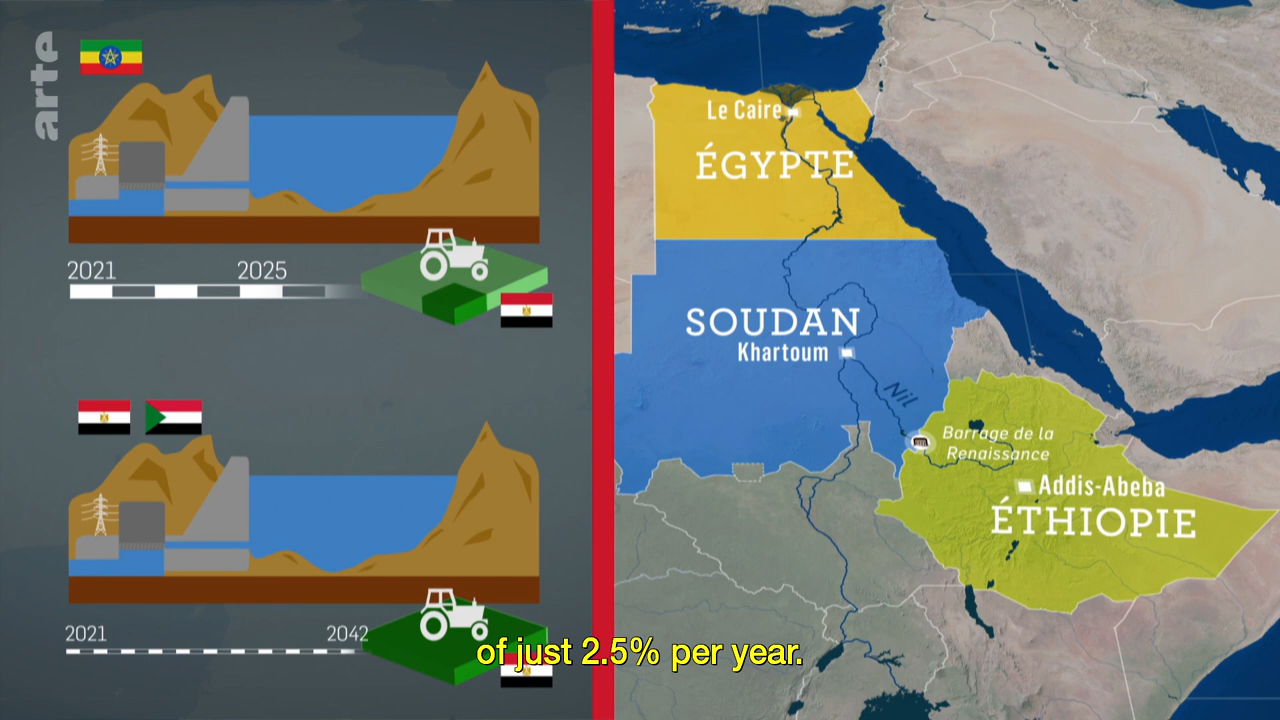 arte
2021 2025
2021 2042
Le Caire
ÉGYPTE
SOUDAN
Khartoum
Nil
Barrage de la
Renaissance
Addis-Abeba
ÉTHIOPIE
of just 2.5% per year.